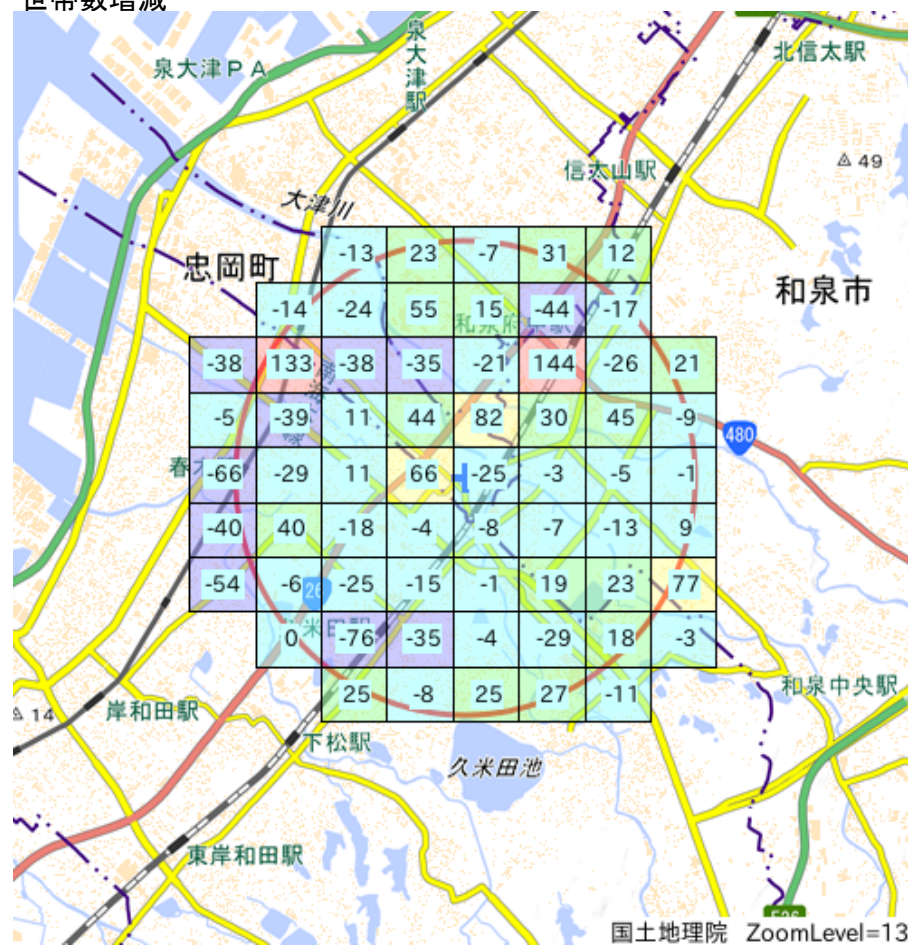 世帯数増減
泉大津PA
泉大津駅
北信太駅
信太山駅
49
大津川
忠岡町
和泉市
-13 23 -7 31 12
-14 -24 55 15 -44 -17
-38 133 -38 -35 -21 144 -26 21
-5 -39 11 44 82 30 45 -9
480
-66 -29 11 66 -25 -3 -5 -1
-40 40 -18 -4 -8 -7 -13 9
-54 -6 -25 -15 -1 19 23 77
26
0 -76 -35 -4 -29 18 -3
25 -8 25 27 -11
和泉中央駅
14
岸和田駅
下松駅
久米田池
東岸和田駅
国土地理院 ZoomLevel=13